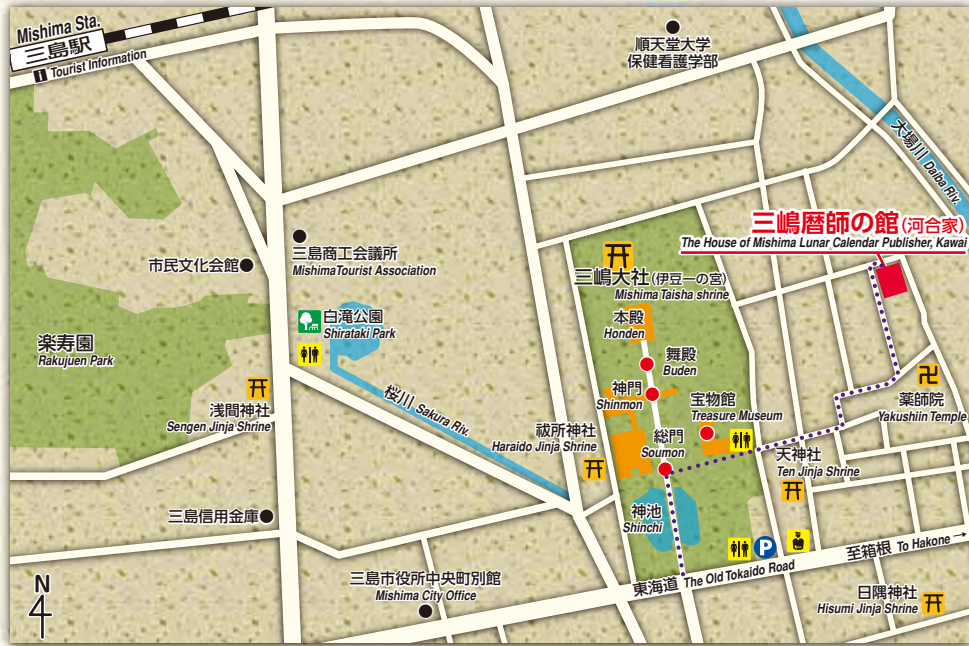 Mishima Sta.
三島駅
i Tourist Information
順天堂大学
保健看護学部
大場川 Daiba Riv.
三嶋暦師の館(河合家)
The House of Mishima Lunar Calendar Publisher, Kawai
三島商工会議所
MishimaTourist Association
市民文化会館
三嶋大社(伊豆一の宮)
Mishima Taisha shrine
本殿
Honden
白滝公園
Shirataki Park
楽寿園
Rakujuen Park
舞殿
Buden
神門
Shinmon
宝物館
Treasure Museum
薬師院
Yakushiin Temple
浅間神社
Sengen Jinja Shrine
桜川 Sakura Riv.
祓所神社
Haraido Jinja Shrine
総門
Soumon
天神社
Ten Jinja Shrine
三島信用金庫
神池
Shinchi
P
至箱根 To Hakone →
東海道 The Old Tokaido Road
三島市役所中央町別館
Mishima City Office
日隅神社
Hisumi Jinja Shrine
N